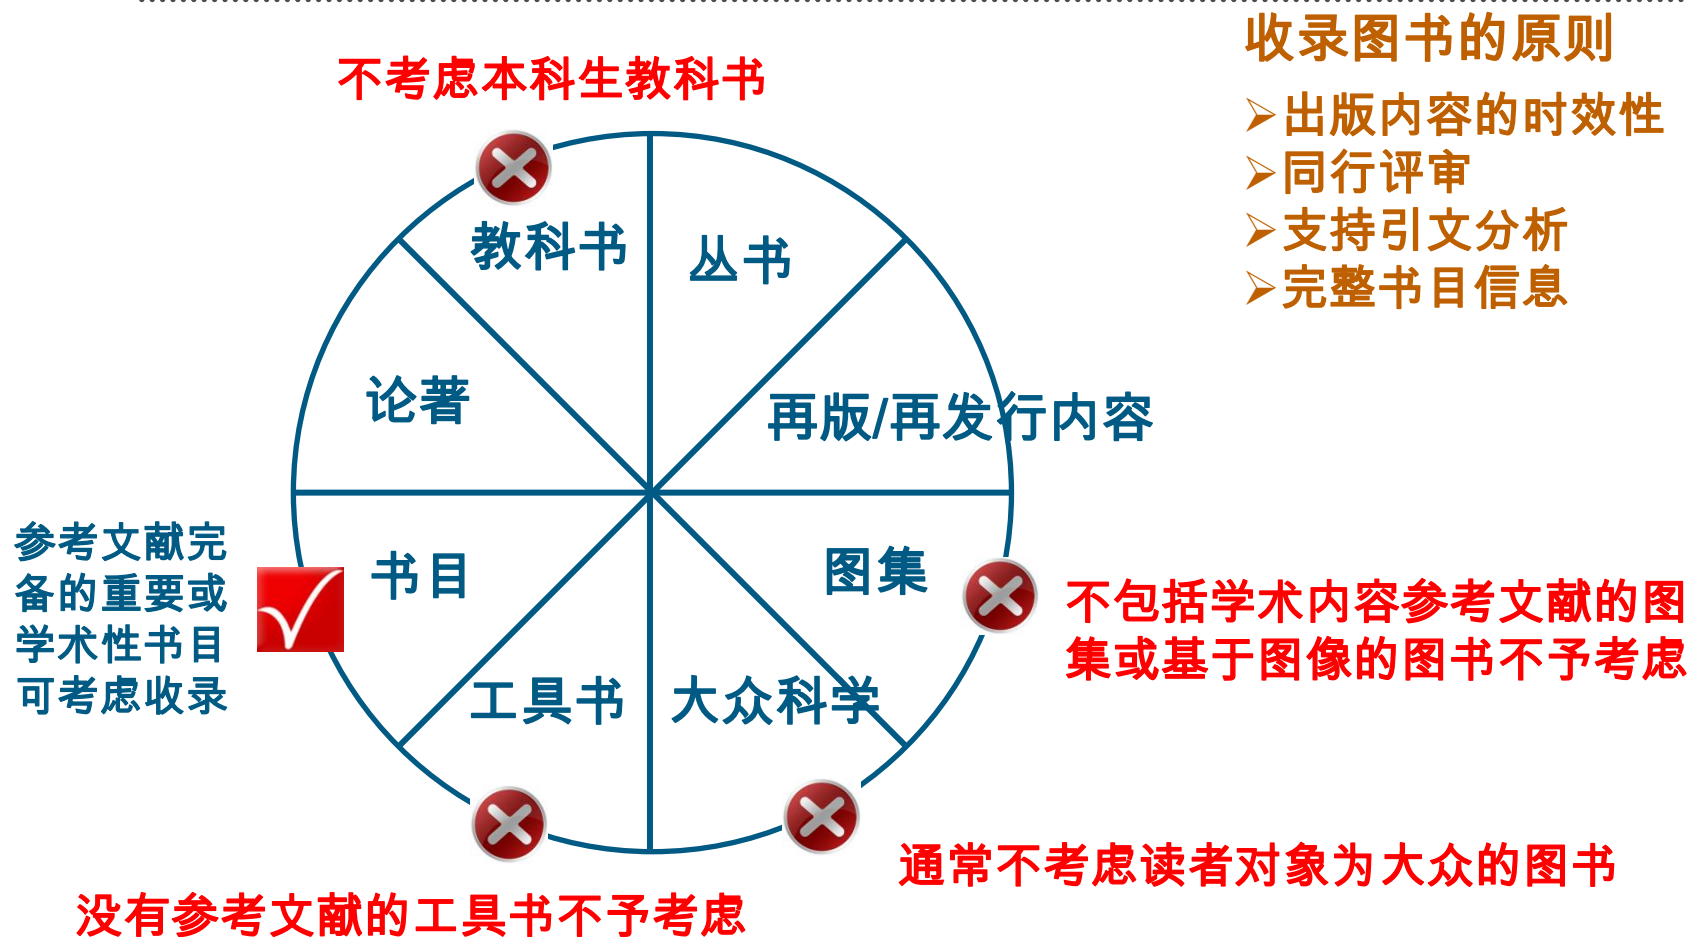 收录图书的原则
➢出版内容的时效性
➢同行评审
➢支持引文分析
➢完整书目信息
不考虑本科生教科书
教科书
丛书
论著
再版/再发行内容
书目
图集
工具书
大众科学
参考文献完
备的重要或
学术性书目
可考虑收录
不包括学术内容参考文献的图
集或基于图像的图书不予考虑
通常不考虑读者对象为大众的图书
没有参考文献的工具书不予考虑